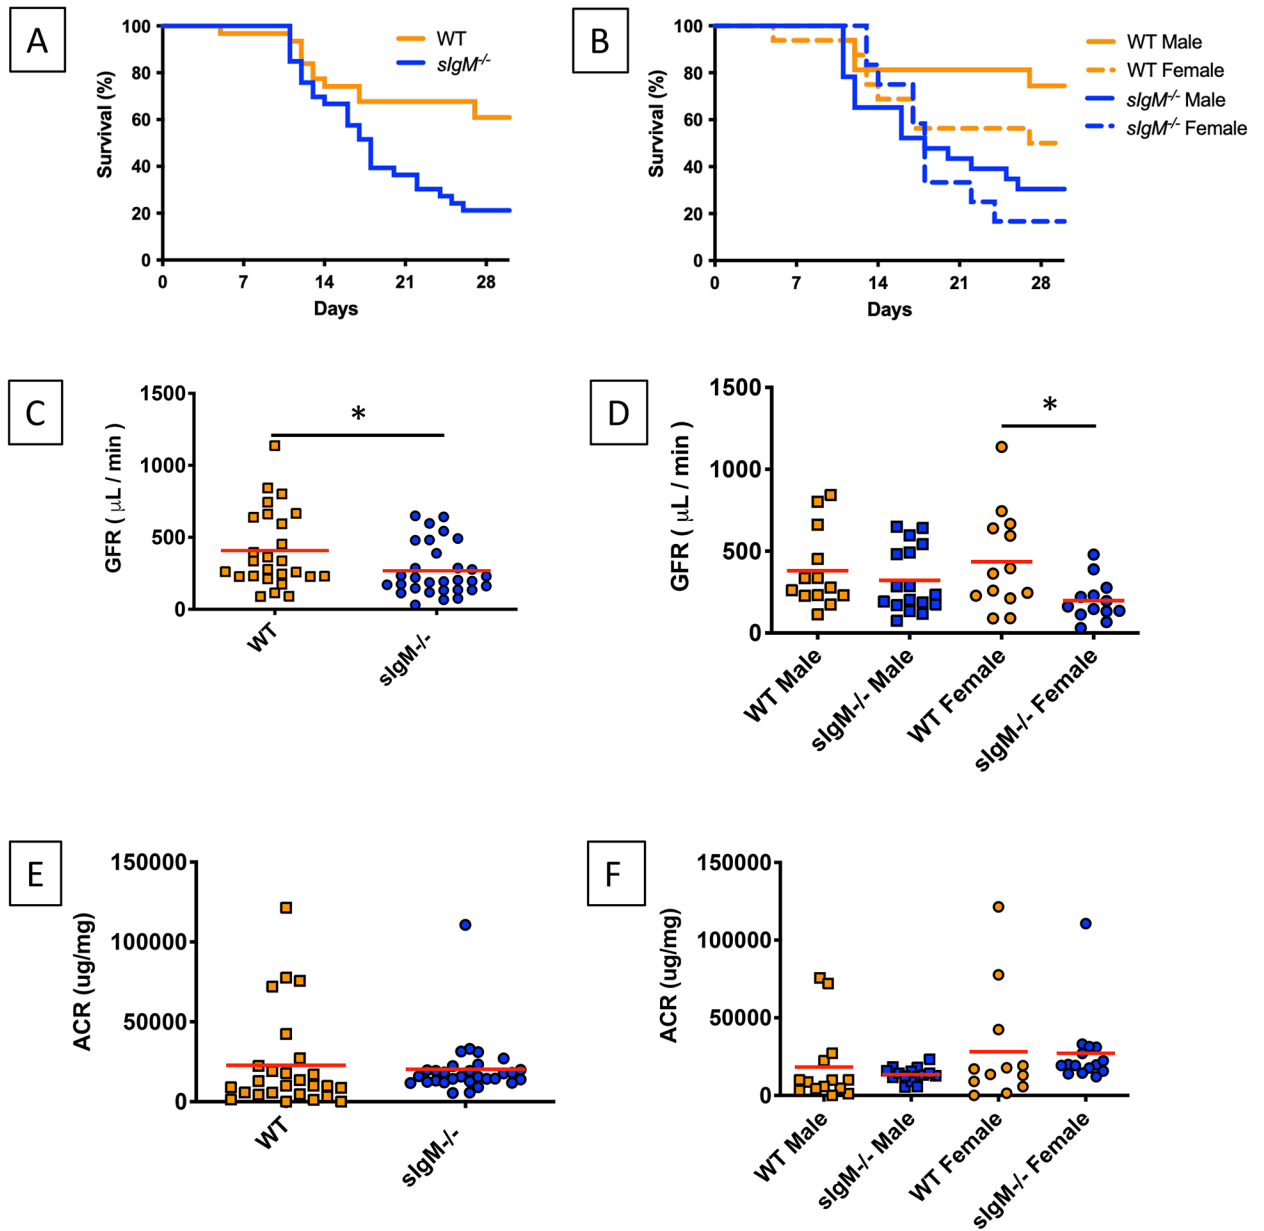 A
100
80
60
40
20
0
Survival (%)
0 7 14 21 28
Days
WT
sIgM-/-
B
100
80
60
40
20
0
Survival (%)
0 7 14 21 28
Days
WT Male
WT Female
sIgM-/- Male
sIgM-/- Female
C
1500
1000
500
0
GFR ( µL / min )
*
WT
sIgM-/-
D
1500
1000
500
0
GFR ( µL / min )
*
WT Male
sIgM-/- Male
WT Female
sIgM-/- Female
E
150000
100000
50000
0
ACR (ug/mg)
WT
sIgM-/-
F
150000
100000
50000
0
ACR (ug/mg)
WT Male
sIgM-/- Male
WT Female
sIgM-/- Female